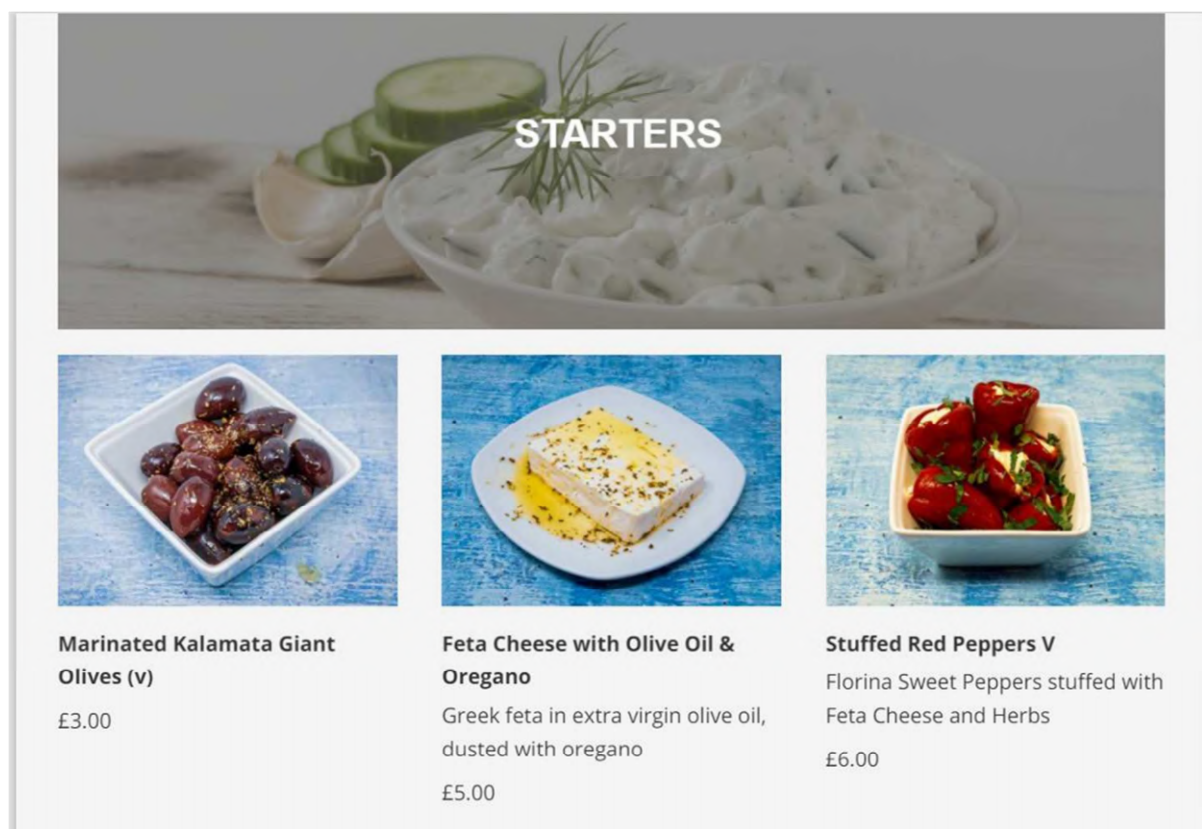 STARTERS
Marinated Kalamata Giant
Olives (v)
£3.00
Feta Cheese with Olive Oil &
Oregano
Greek feta in extra virgin olive oil,
dusted with oregano
£5.00
Stuffed Red Peppers V
Florina Sweet Peppers stuffed with
Feta Cheese and Herbs
£6.00